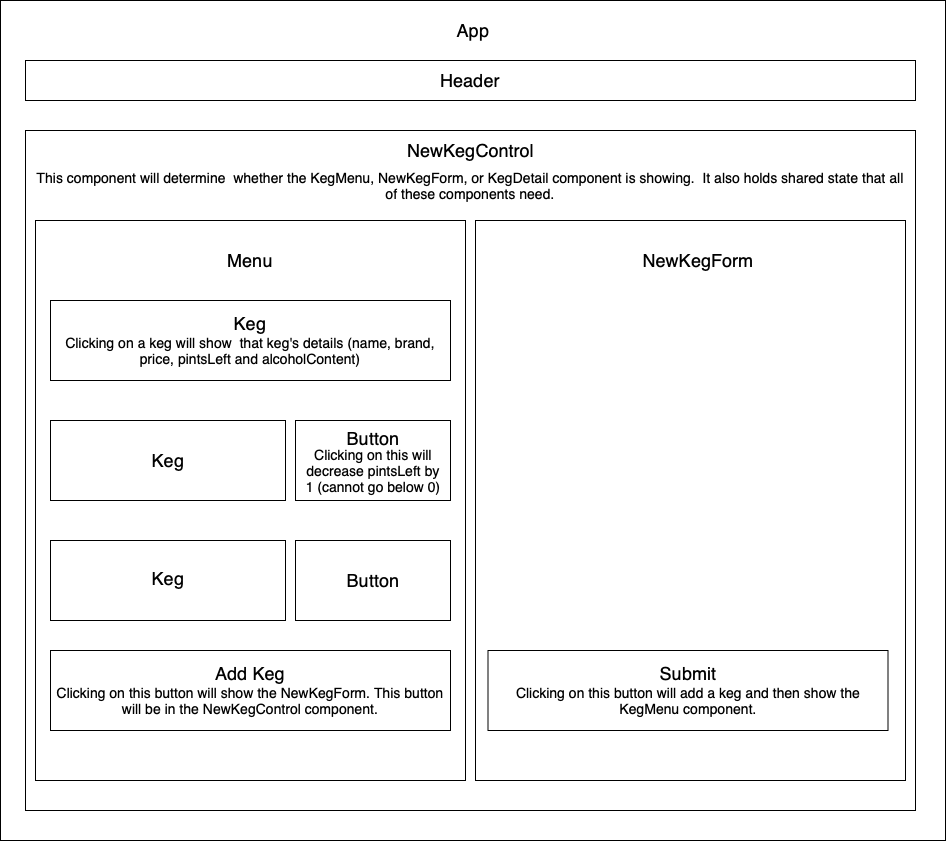 App
Header
NewKegControl
This component will determine  whether the KegMenu, NewKegForm, or KegDetail component is showing.  It also holds shared state that all
of these components need.
Menu
Keg
Clicking on a keg will show  that keg's details (name, brand,
price, pintsLeft and alcoholContent)
Keg
Button
Clicking on this will
decrease pintsLeft by
1 (cannot go below 0)
Keg
Button
Add Keg
Clicking on this button will show the NewKegForm. This button
will be in the NewKegControl component.
NewKegForm
Submit
Clicking on this button will add a keg and then show the
KegMenu component.